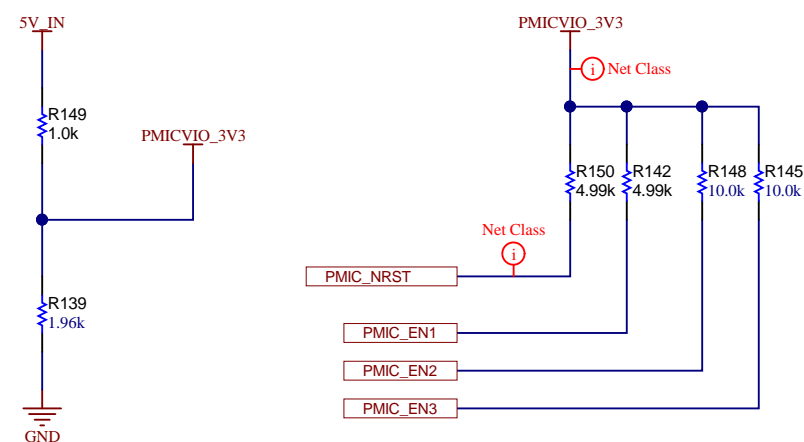 5V_IN
PMICVIO_3V3
i Net Class
R149
1.0k
PMICVIO_3V3
R150
4.99k
R142
4.99k
R148
10.0k
R145
10.0k
Net Class
i
PMIC_NRST
R139
1.96k
PMIC_EN1
PMIC_EN2
PMIC_EN3
GND